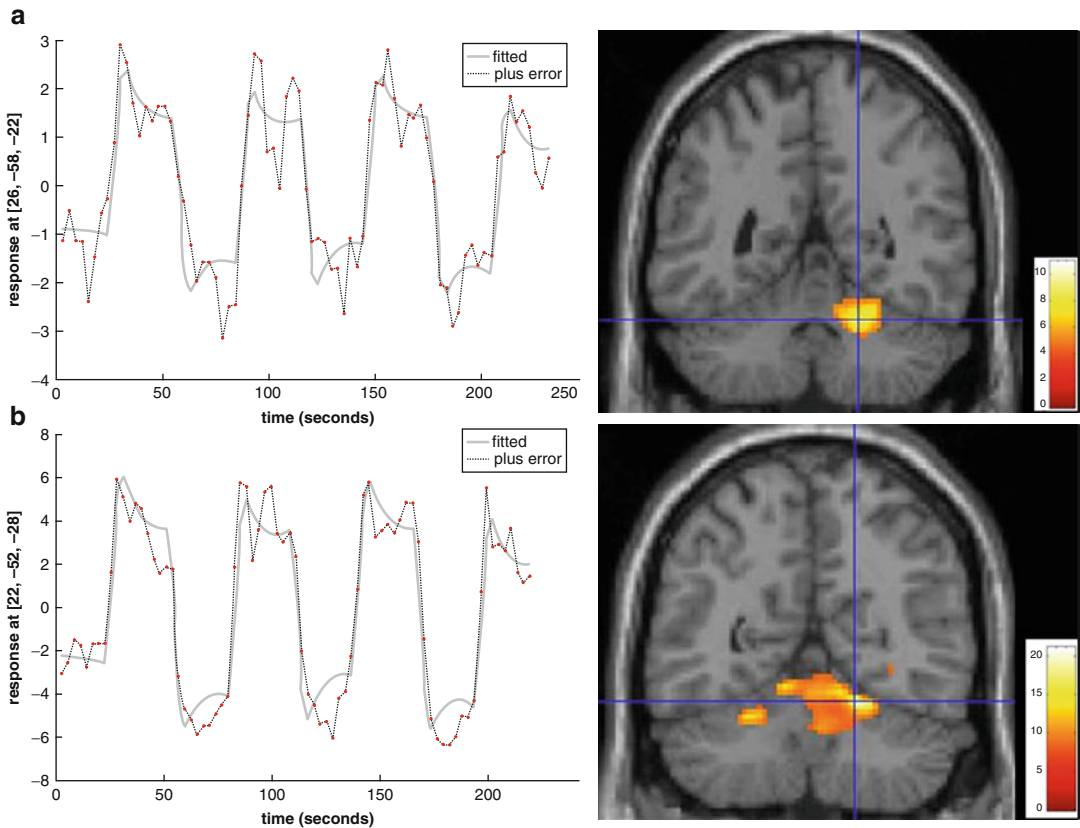 a
response at [26, −58, −22]
3
2
1
0
−1
−2
−3
−4
0 50 100 150 200 250
time (seconds)
fitted
plus error
10
8
6
4
2
0
b
response at [22, −52, −28]
8
6
4
2
0
−2
−4
−6
−8
0 50 100 150 200
time (seconds)
fitted
plus error
20
15
10
5
0